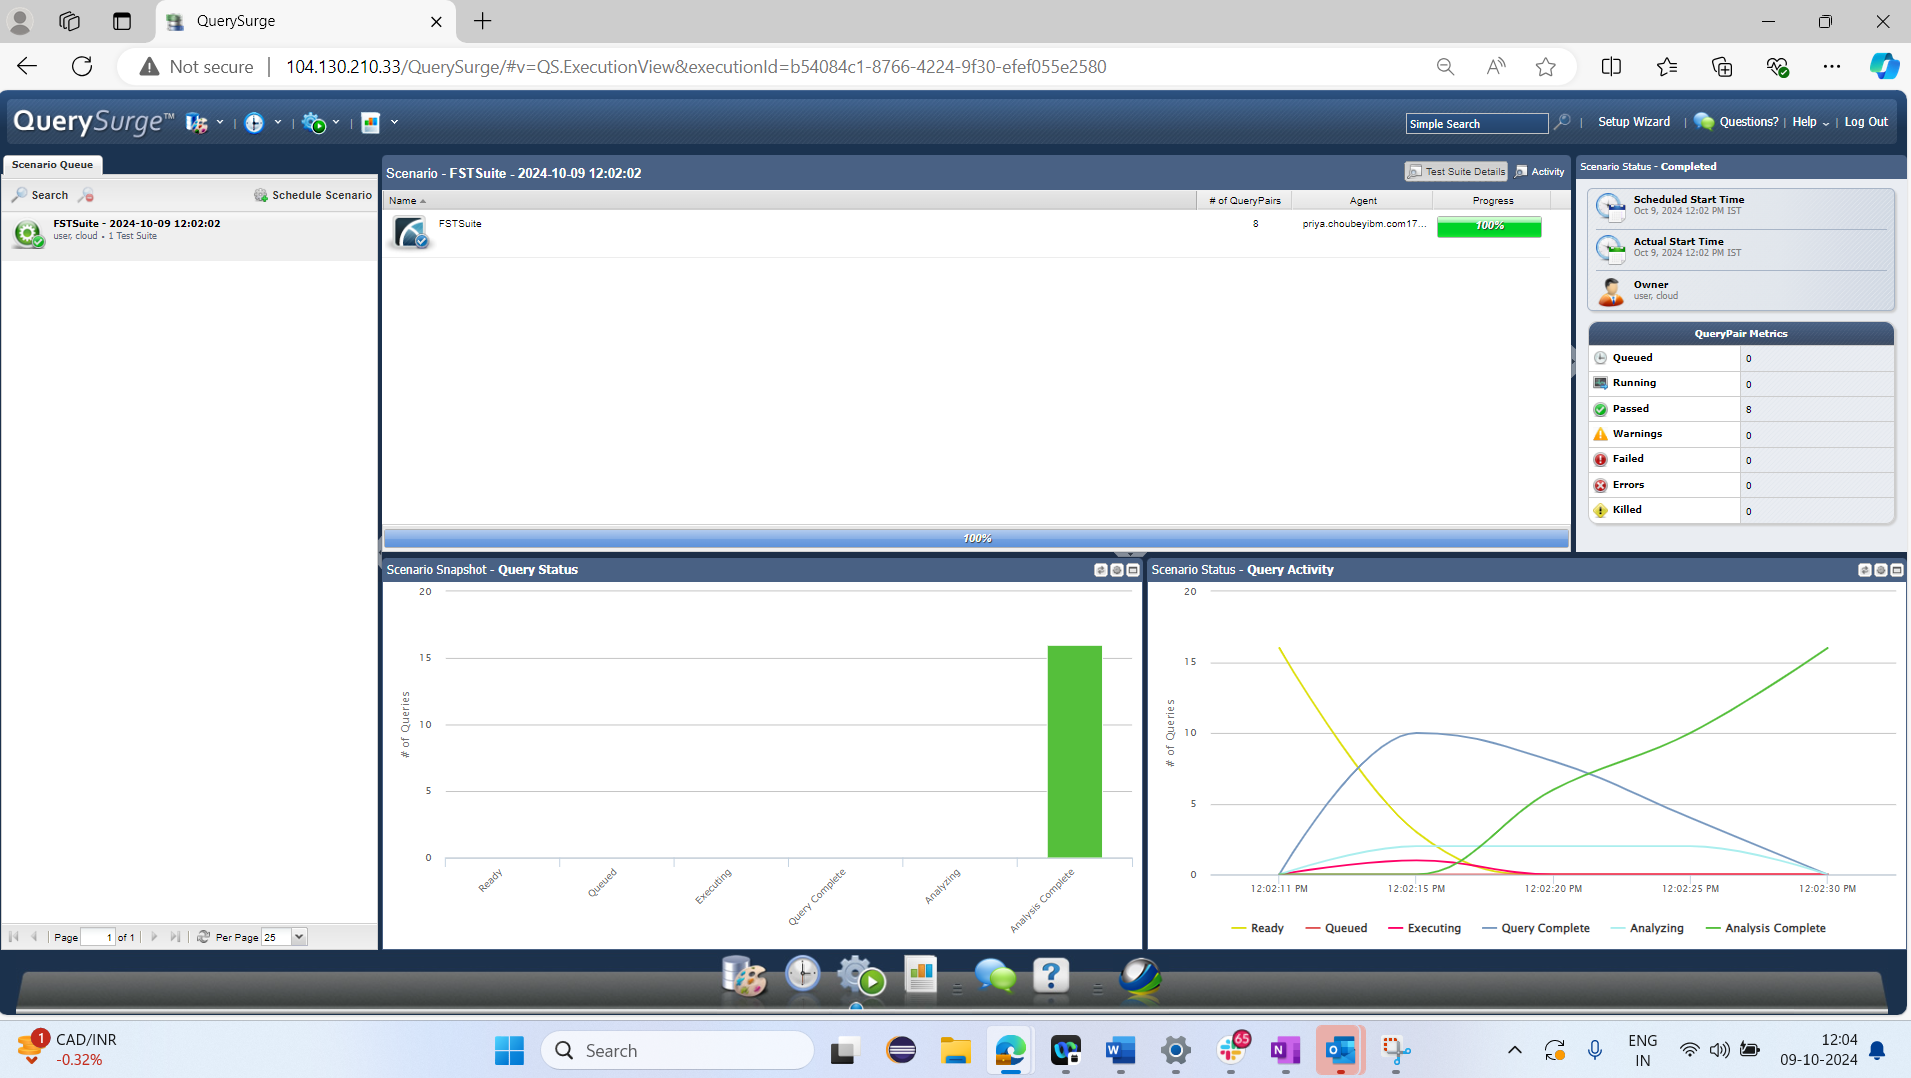 QuerySurge
Not secure
104.130.210.33/QuerySurge/#v=QS.ExecutionView&executionId=b54084c1-8766-4224-9f30-efef055e2580
QuerySurge™
Simple Search
Setup Wizard
Questions?
Help
Log Out
Scenario Queue
Search
Schedule Scenario
FSTSuite - 2024-10-09 12:02:02
user, cloud • 1 Test Suite
Page 1 of 1
Per Page 25
Scenario - FSTSuite - 2024-10-09 12:02:02
Test Suite Details
Activity
Name
# of QueryPairs
Agent
Progress
FSTSuite
8
priya.choubeyibm.com17...
100%
100%
Scenario Status - Completed
Scheduled Start Time
Oct 9, 2024 12:02 PM IST
Actual Start Time
Oct 9, 2024 12:02 PM IST
Owner
user, cloud
QueryPair Metrics
Queued 0
Running 0
Passed 8
Warnings 0
Failed 0
Errors 0
Killed 0
Scenario Snapshot - Query Status
# of Queries
20
15
10
5
0
Ready
Queued
Executing
Query Complete
Analyzing
Analysis Complete
Scenario Status - Query Activity
# of Queries
20
15
10
5
0
12:02:11 PM
12:02:15 PM
12:02:20 PM
12:02:25 PM
12:02:30 PM
Ready
Queued
Executing
Query Complete
Analyzing
Analysis Complete
1
CAD/INR
-0.32%
Search
65
ENG
IN
12:04
09-10-2024